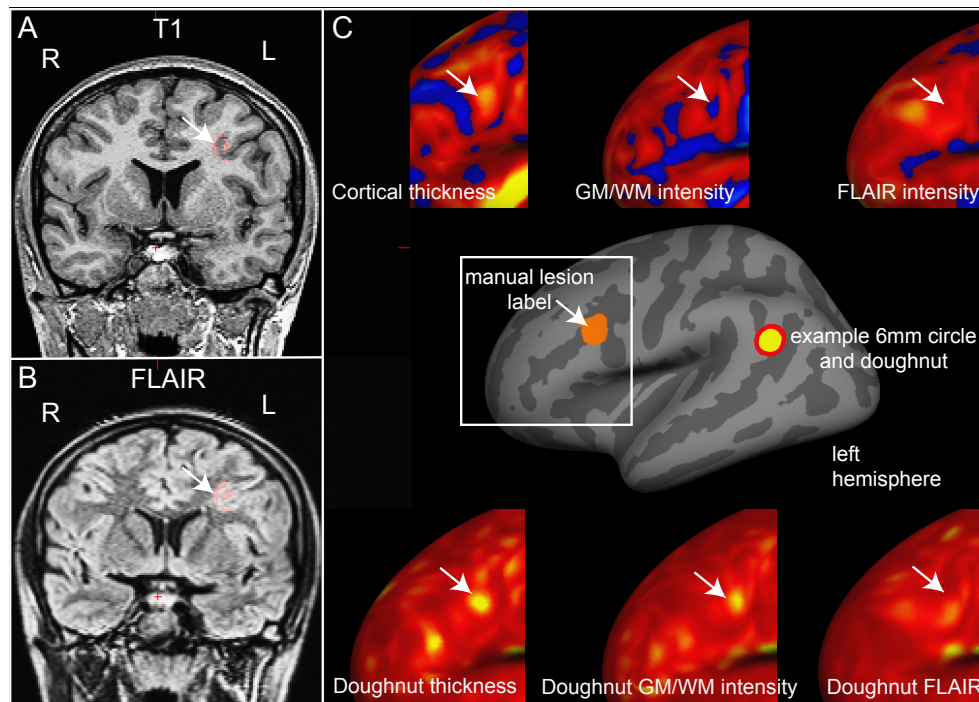 A
T1
R
L
B
FLAIR
R
L
C
Cortical thickness
GM/WM intensity
FLAIR intensity
manual lesion
label
example 6mm circle
and doughnut
left
hemisphere
Doughnut thickness
Doughnut GM/WM intensity
Doughnut FLAIR